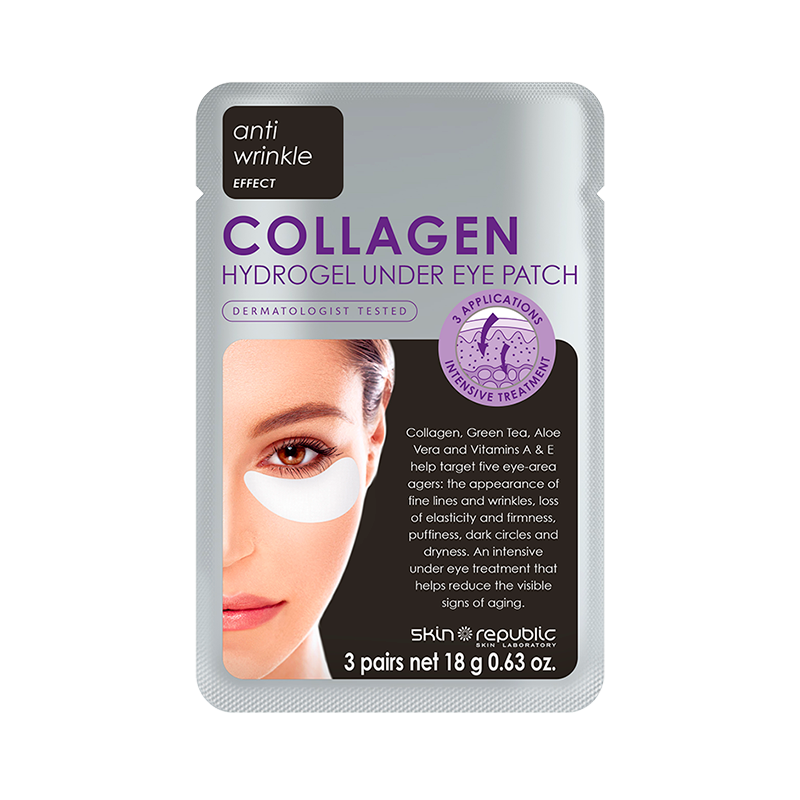 anti
wrinkle
EFFECT
COLLAGEN
HYDROGEL UNDER EYE PATCH
DERMATOLOGIST TESTED
3 APPLICATIONS
INTENSIVE TREATMENT
Collagen, Green Tea, Aloe
Vera and Vitamins A & E
help target five eye-area
agers: the appearance of
fine lines and wrinkles, loss
of elasticity and firmness,
puffiness, dark circles and
dryness. An intensive
under eye treatment that
helps reduce the visible
signs of aging.
skin republic
SKIN LABORATORY
3 pairs net 18 g 0.63 oz.